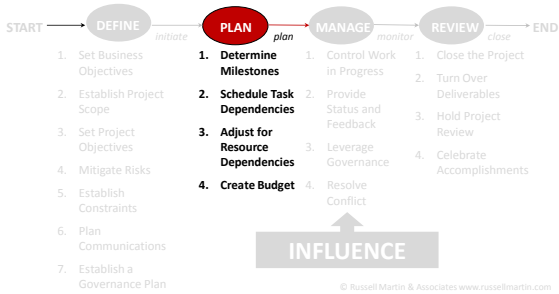 START DEFINE PLAN MANAGE REVIEW END
initiate plan monitor close
1. Set Business
Objectives
2. Establish Project
Scope
3. Set Project
Objectives
4. Mitigate Risks
5. Establish
Constraints
6. Plan
Communications
7. Establish a
Governance Plan
1. Determine
Milestones
2. Schedule Task
Dependencies
3. Adjust for
Resource
Dependencies
4. Create Budget
1. Control Work
in Progress
2. Provide
Status and
Feedback
3. Leverage
Governance
4. Resolve
Conflict
1. Close the Project
2. Turn Over
Deliverables
3. Hold Project
Review
4. Celebrate
Accomplishments
INFLUENCE
© Russell Martin & Associates www.russellmartin.com